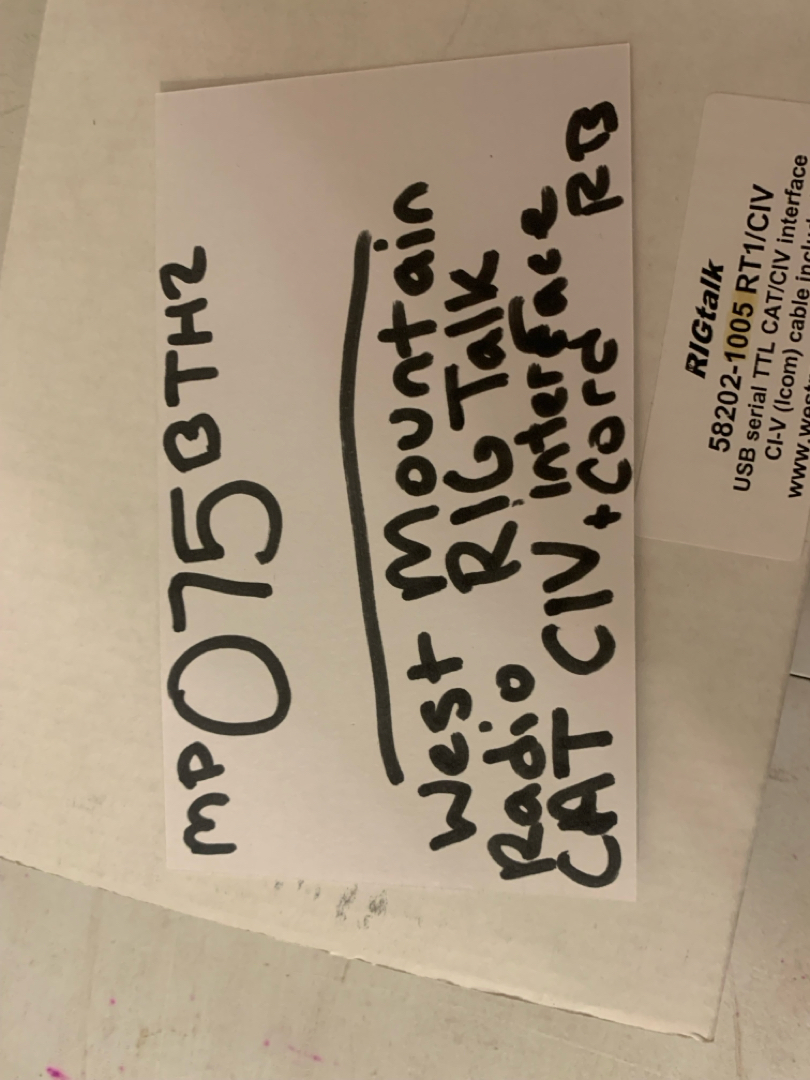 MP075BTH2
West Mountain
Radio RIG Talk
CAT CIV Interface
+ Cord RB
RIGtalk
58202-1005 RT1/CIV
USB serial TTL CAT/CIV interface
CI-V (Icom) cable